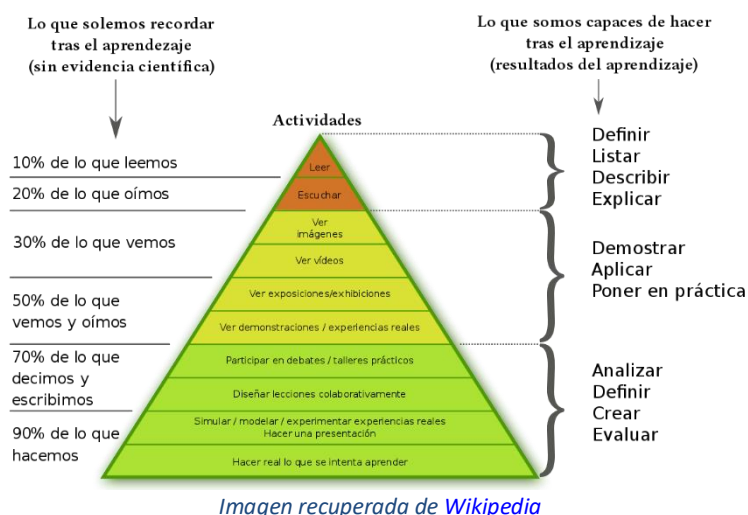 Lo que solemos recordar
tras el aprendezaje
(sin evidencia científica)
Lo que somos capaces de hacer
tras el aprendizaje
(resultados del aprendizaje)
Actividades
10% de lo que leemos
20% de lo que oímos
30% de lo que vemos
50% de lo que
vemos y oímos
70% de lo que
decimos y
escribimos
90% de lo que
hacemos
Leer
Escuchar
Ver
imágenes
Ver vídeos
Ver exposiciones/exhibiciones
Ver demonstraciones / experiencias reales
Participar en debates / talleres prácticos
Diseñar lecciones colaborativamente
Simular / modelar / experimentar experiencias reales
Hacer una presentación
Hacer real lo que se intenta aprender
Definir
Listar
Describir
Explicar
Demostrar
Aplicar
Poner en práctica
Analizar
Definir
Crear
Evaluar
Imagen recuperada de Wikipedia